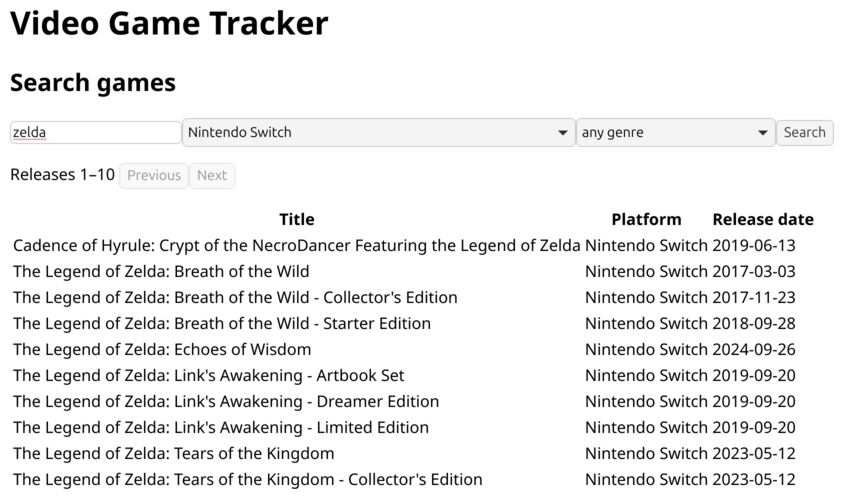 Video Game Tracker
Search games
zelda Nintendo Switch any genre Search
Releases 1–10 Previous Next
Title Platform Release date
Cadence of Hyrule: Crypt of the NecroDancer Featuring the Legend of Zelda Nintendo Switch 2019-06-13
The Legend of Zelda: Breath of the Wild Nintendo Switch 2017-03-03
The Legend of Zelda: Breath of the Wild - Collector's Edition Nintendo Switch 2017-11-23
The Legend of Zelda: Breath of the Wild - Starter Edition Nintendo Switch 2018-09-28
The Legend of Zelda: Echoes of Wisdom Nintendo Switch 2024-09-26
The Legend of Zelda: Link's Awakening - Artbook Set Nintendo Switch 2019-09-20
The Legend of Zelda: Link's Awakening - Dreamer Edition Nintendo Switch 2019-09-20
The Legend of Zelda: Link's Awakening - Limited Edition Nintendo Switch 2019-09-20
The Legend of Zelda: Tears of the Kingdom Nintendo Switch 2023-05-12
The Legend of Zelda: Tears of the Kingdom - Collector's Edition Nintendo Switch 2023-05-12